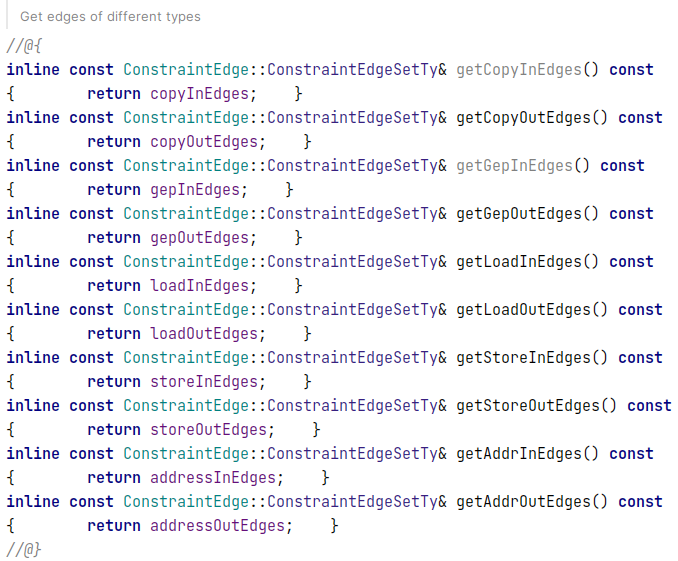 Get edges of different types
//@{
inline const ConstraintEdge::ConstraintEdgeSetTy& getCopyInEdges() const
{        return copyInEdges;    }
inline const ConstraintEdge::ConstraintEdgeSetTy& getCopyOutEdges() const
{        return copyOutEdges;    }
inline const ConstraintEdge::ConstraintEdgeSetTy& getGepInEdges() const
{        return gepInEdges;    }
inline const ConstraintEdge::ConstraintEdgeSetTy& getGepOutEdges() const
{        return gepOutEdges;    }
inline const ConstraintEdge::ConstraintEdgeSetTy& getLoadInEdges() const
{        return loadInEdges;    }
inline const ConstraintEdge::ConstraintEdgeSetTy& getLoadOutEdges() const
{        return loadOutEdges;    }
inline const ConstraintEdge::ConstraintEdgeSetTy& getStoreInEdges() const
{        return storeInEdges;    }
inline const ConstraintEdge::ConstraintEdgeSetTy& getStoreOutEdges() const
{        return storeOutEdges;    }
inline const ConstraintEdge::ConstraintEdgeSetTy& getAddrInEdges() const
{        return addressInEdges;    }
inline const ConstraintEdge::ConstraintEdgeSetTy& getAddrOutEdges() const
{        return addressOutEdges;    }
//@}